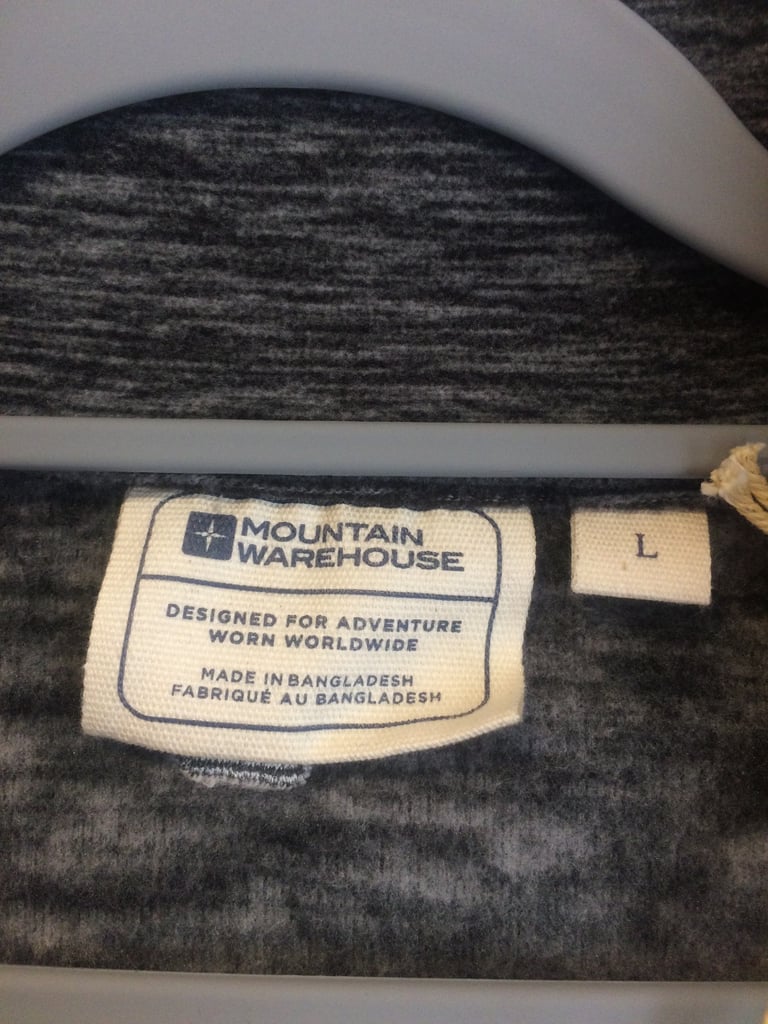 MOUNTAIN
WAREHOUSE
DESIGNED FOR ADVENTURE
WORN WORLDWIDE
MADE IN BANGLADESH
FABRIQUÉ AU BANGLADESH
L